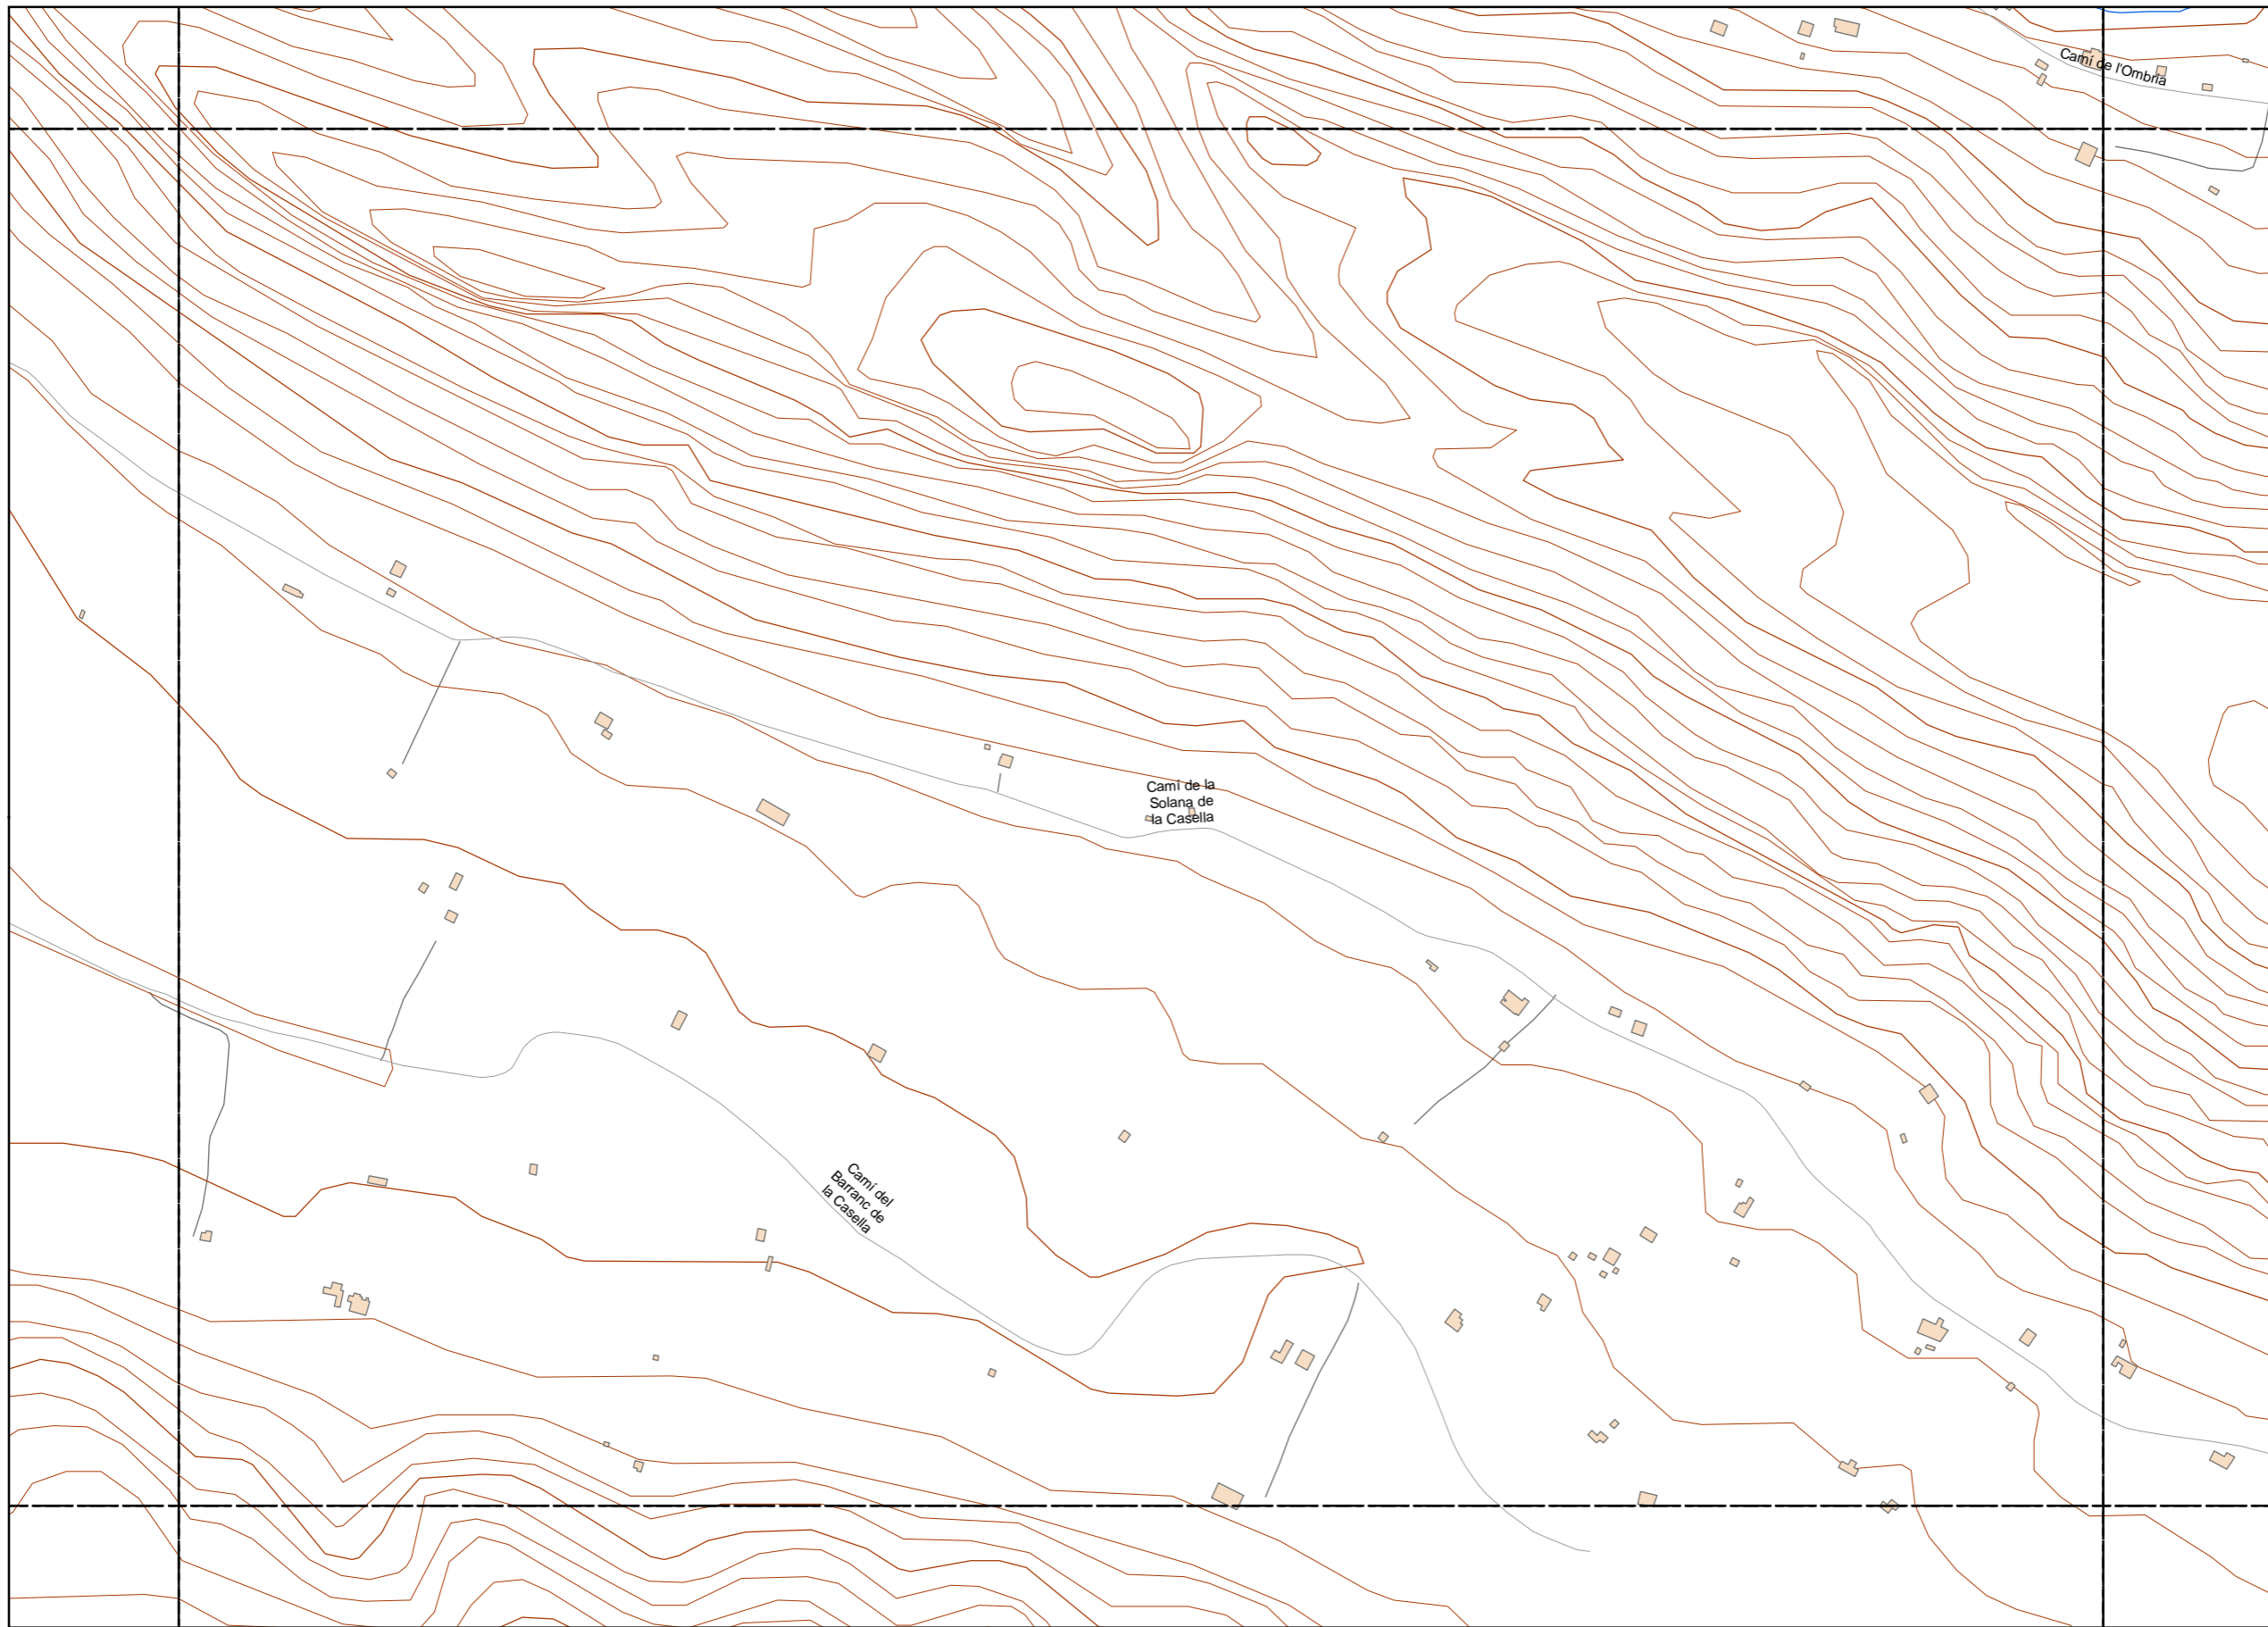 Camí de l'Ombria
Camí de la
Solana de
la Casella
Camí del
Barranc de
la Casella